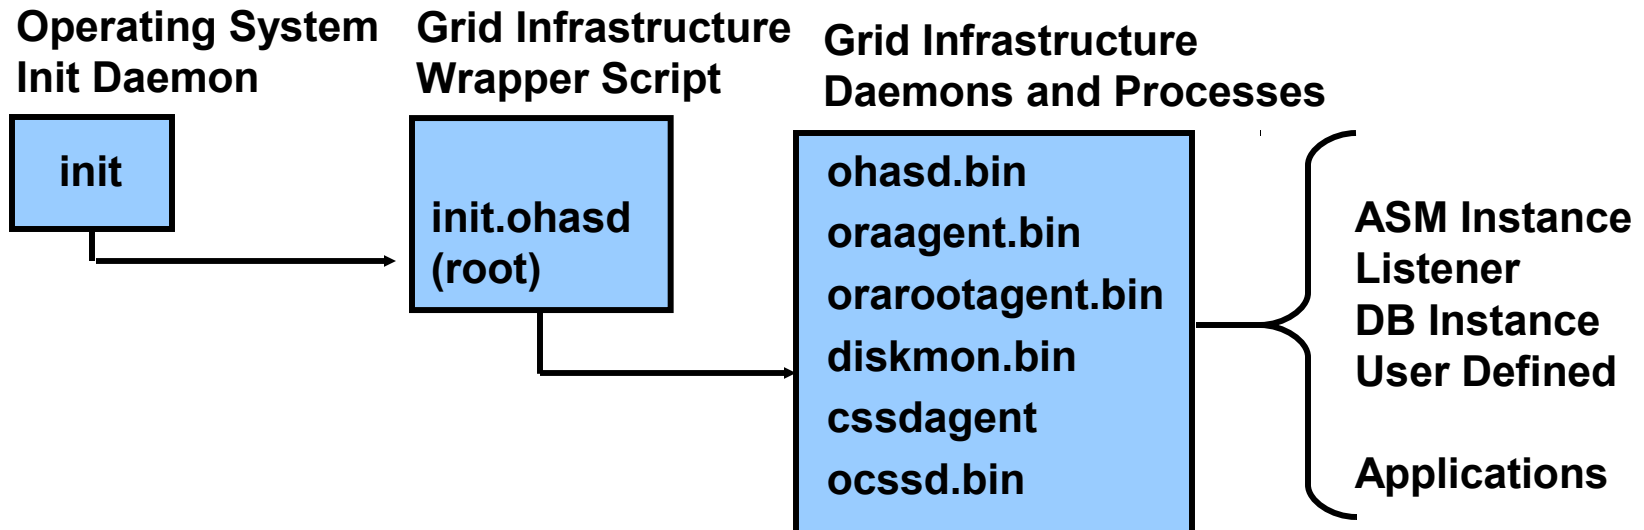 Operating System
Init Daemon
init
Grid Infrastructure
Wrapper Script
init.ohasd
(root)
Grid Infrastructure
Daemons and Processes
ohasd.bin
oraagent.bin
orarootagent.bin
diskmon.bin
cssdagent
ocssd.bin
ASM Instance
Listener
DB Instance
User Defined
Applications